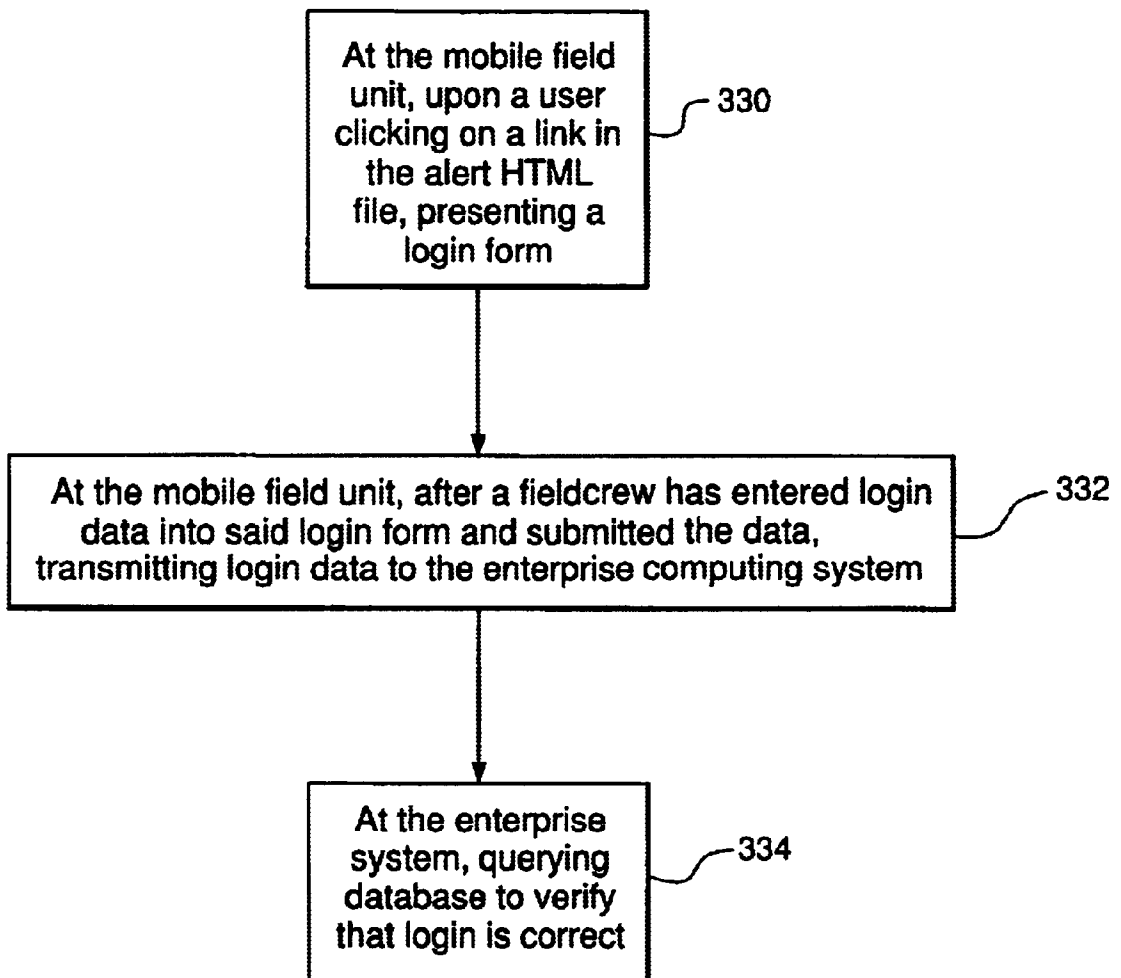 At the mobile field
unit, upon a user
clicking on a link in
the alert HTML
file, presenting a
login form
330
At the mobile field unit, after a fieldcrew has entered login
data into said login form and submitted the data,
transmitting login data to the enterprise computing system
332
At the enterprise
system, querying
database to verify
that login is correct
334